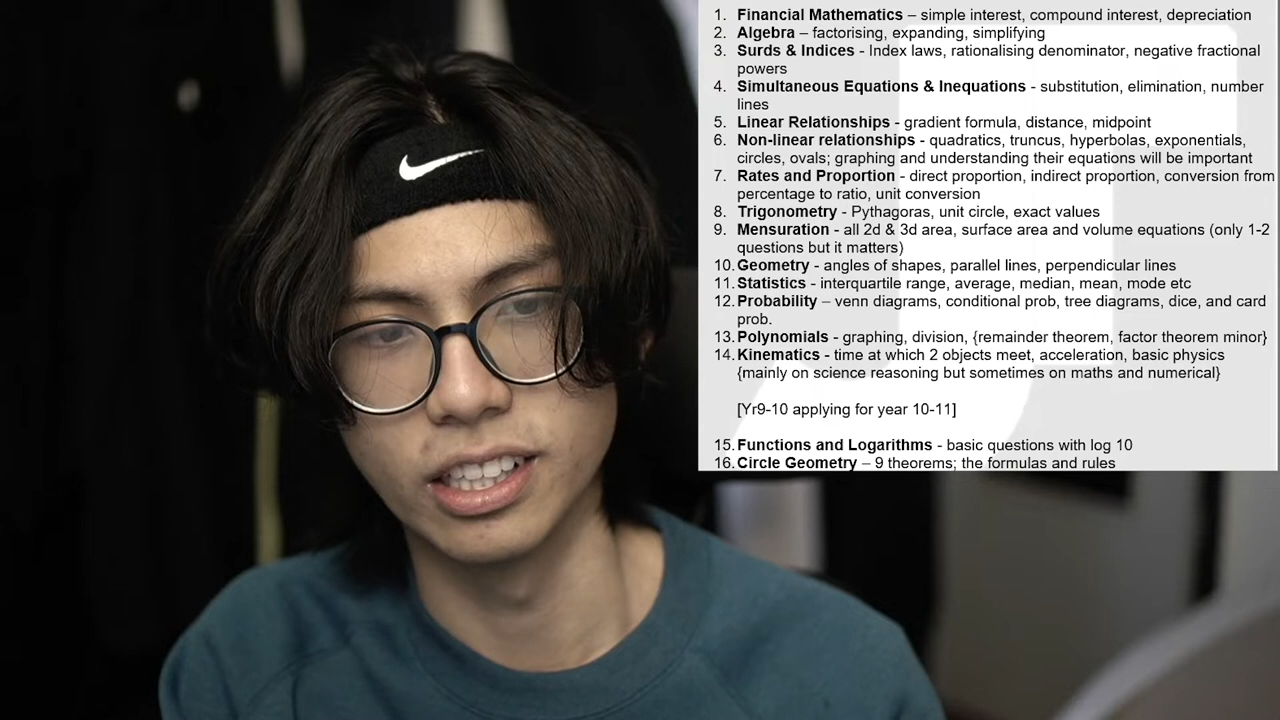 1. Financial Mathematics – simple interest, compound interest, depreciation
2. Algebra – factorising, expanding, simplifying
3. Surds & Indices - Index laws, rationalising denominator, negative fractional
powers
4. Simultaneous Equations & Inequations - substitution, elimination, number
lines
5. Linear Relationships - gradient formula, distance, midpoint
6. Non-linear relationships - quadratics, truncus, hyperbolas, exponentials,
circles, ovals; graphing and understanding their equations will be important
7. Rates and Proportion - direct proportion, indirect proportion, conversion from
percentage to ratio, unit conversion
8. Trigonometry - Pythagoras, unit circle, exact values
9. Mensuration - all 2d & 3d area, surface area and volume equations (only 1-2
questions but it matters)
10. Geometry - angles of shapes, parallel lines, perpendicular lines
11. Statistics - interquartile range, average, median, mean, mode etc
12. Probability – venn diagrams, conditional prob, tree diagrams, dice, and card
prob.
13. Polynomials - graphing, division, {remainder theorem, factor theorem minor}
14. Kinematics - time at which 2 objects meet, acceleration, basic physics
{mainly on science reasoning but sometimes on maths and numerical}
[Yr9-10 applying for year 10-11]
15. Functions and Logarithms - basic questions with log 10
16. Circle Geometry – 9 theorems; the formulas and rules